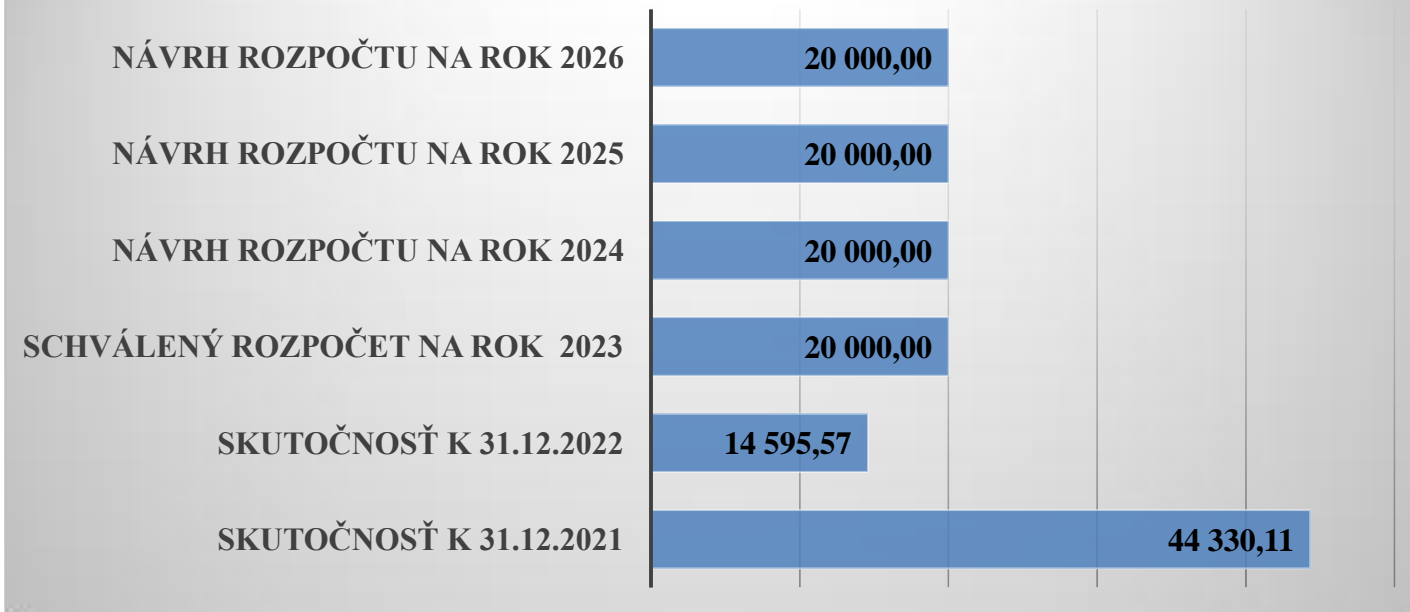 NÁVRH ROZPOČTU NA ROK 2026 20 000,00
NÁVRH ROZPOČTU NA ROK 2025 20 000,00
NÁVRH ROZPOČTU NA ROK 2024 20 000,00
SCHVÁLENÝ ROZPOČET NA ROK 2023 20 000,00
SKUTOČNOSŤ K 31.12.2022 14 595,57
SKUTOČNOSŤ K 31.12.2021 44 330,11